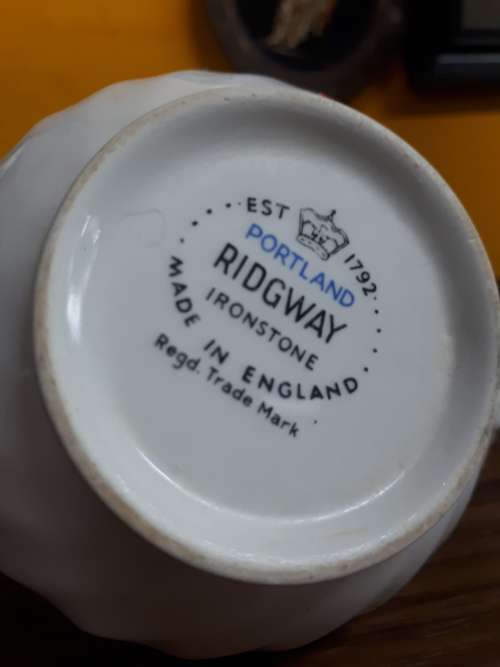 EST 1792
PORTLAND
RIDGWAY
IRONSTONE
MADE IN ENGLAND
Regd. Trade Mark